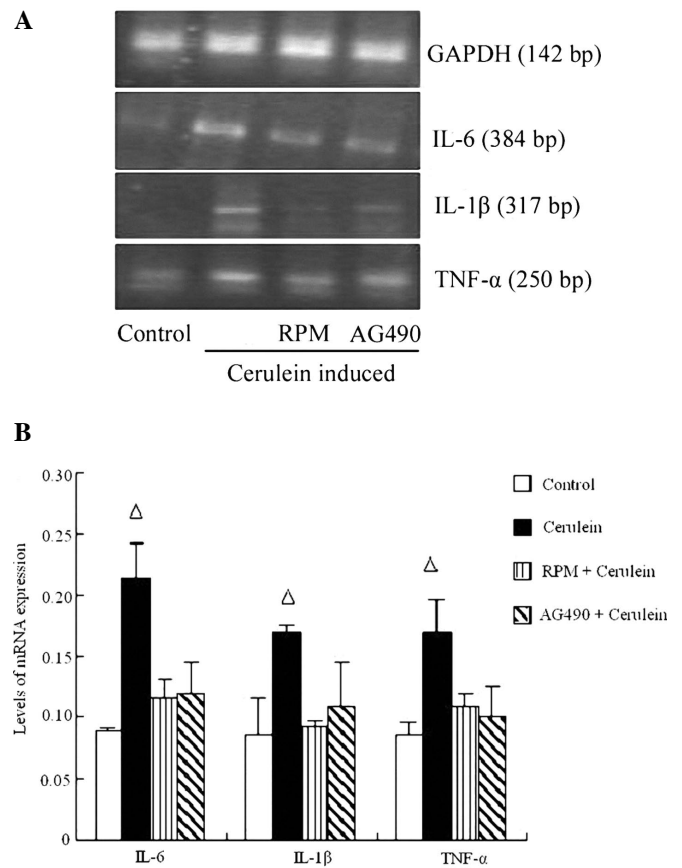 A
GAPDH (142 bp)
IL-6 (384 bp)
IL-1β (317 bp)
TNF-α (250 bp)
Control RPM AG490
Cerulein induced
B
Levels of mRNA expression
0.30
0.25
0.20
0.15
0.10
0.05
0
Δ
Δ
Δ
IL-6 IL-1β TNF-α
Control
Cerulein
RPM + Cerulein
AG490 + Cerulein